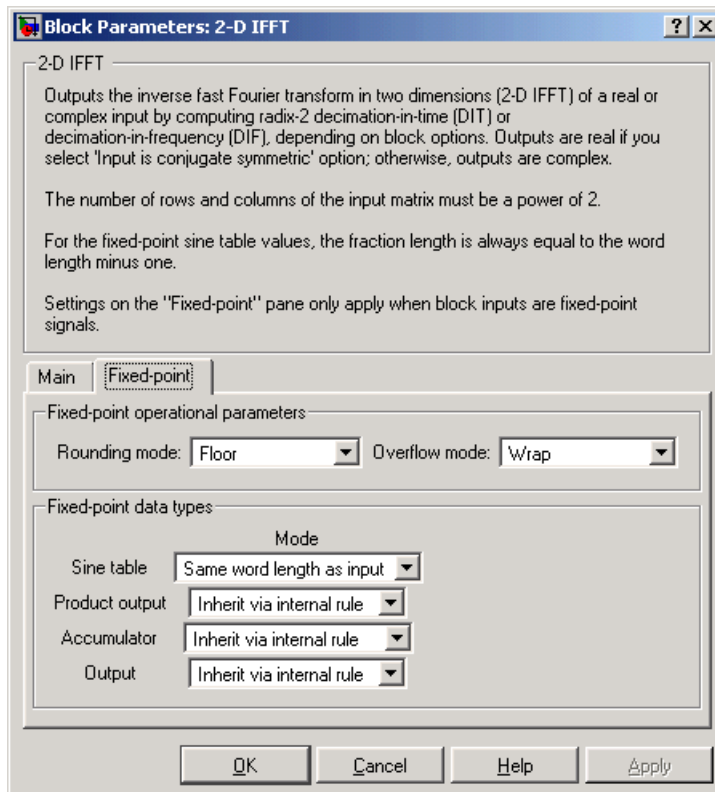 Block Parameters: 2-D IFFT
2-D IFFT
Outputs the inverse fast Fourier transform in two dimensions (2-D IFFT) of a real or
complex input by computing radix-2 decimation-in-time (DIT) or
decimation-in-frequency (DIF), depending on block options. Outputs are real if you
select 'Input is conjugate symmetric' option; otherwise, outputs are complex.
The number of rows and columns of the input matrix must be a power of 2.
For the fixed-point sine table values, the fraction length is always equal to the word
length minus one.
Settings on the "Fixed-point" pane only apply when block inputs are fixed-point
signals.
Main Fixed-point
Fixed-point operational parameters
Rounding mode: Floor Overflow mode: Wrap
Fixed-point data types
Mode
Sine table Same word length as input
Product output Inherit via internal rule
Accumulator Inherit via internal rule
Output Inherit via internal rule
OK Cancel Help Apply